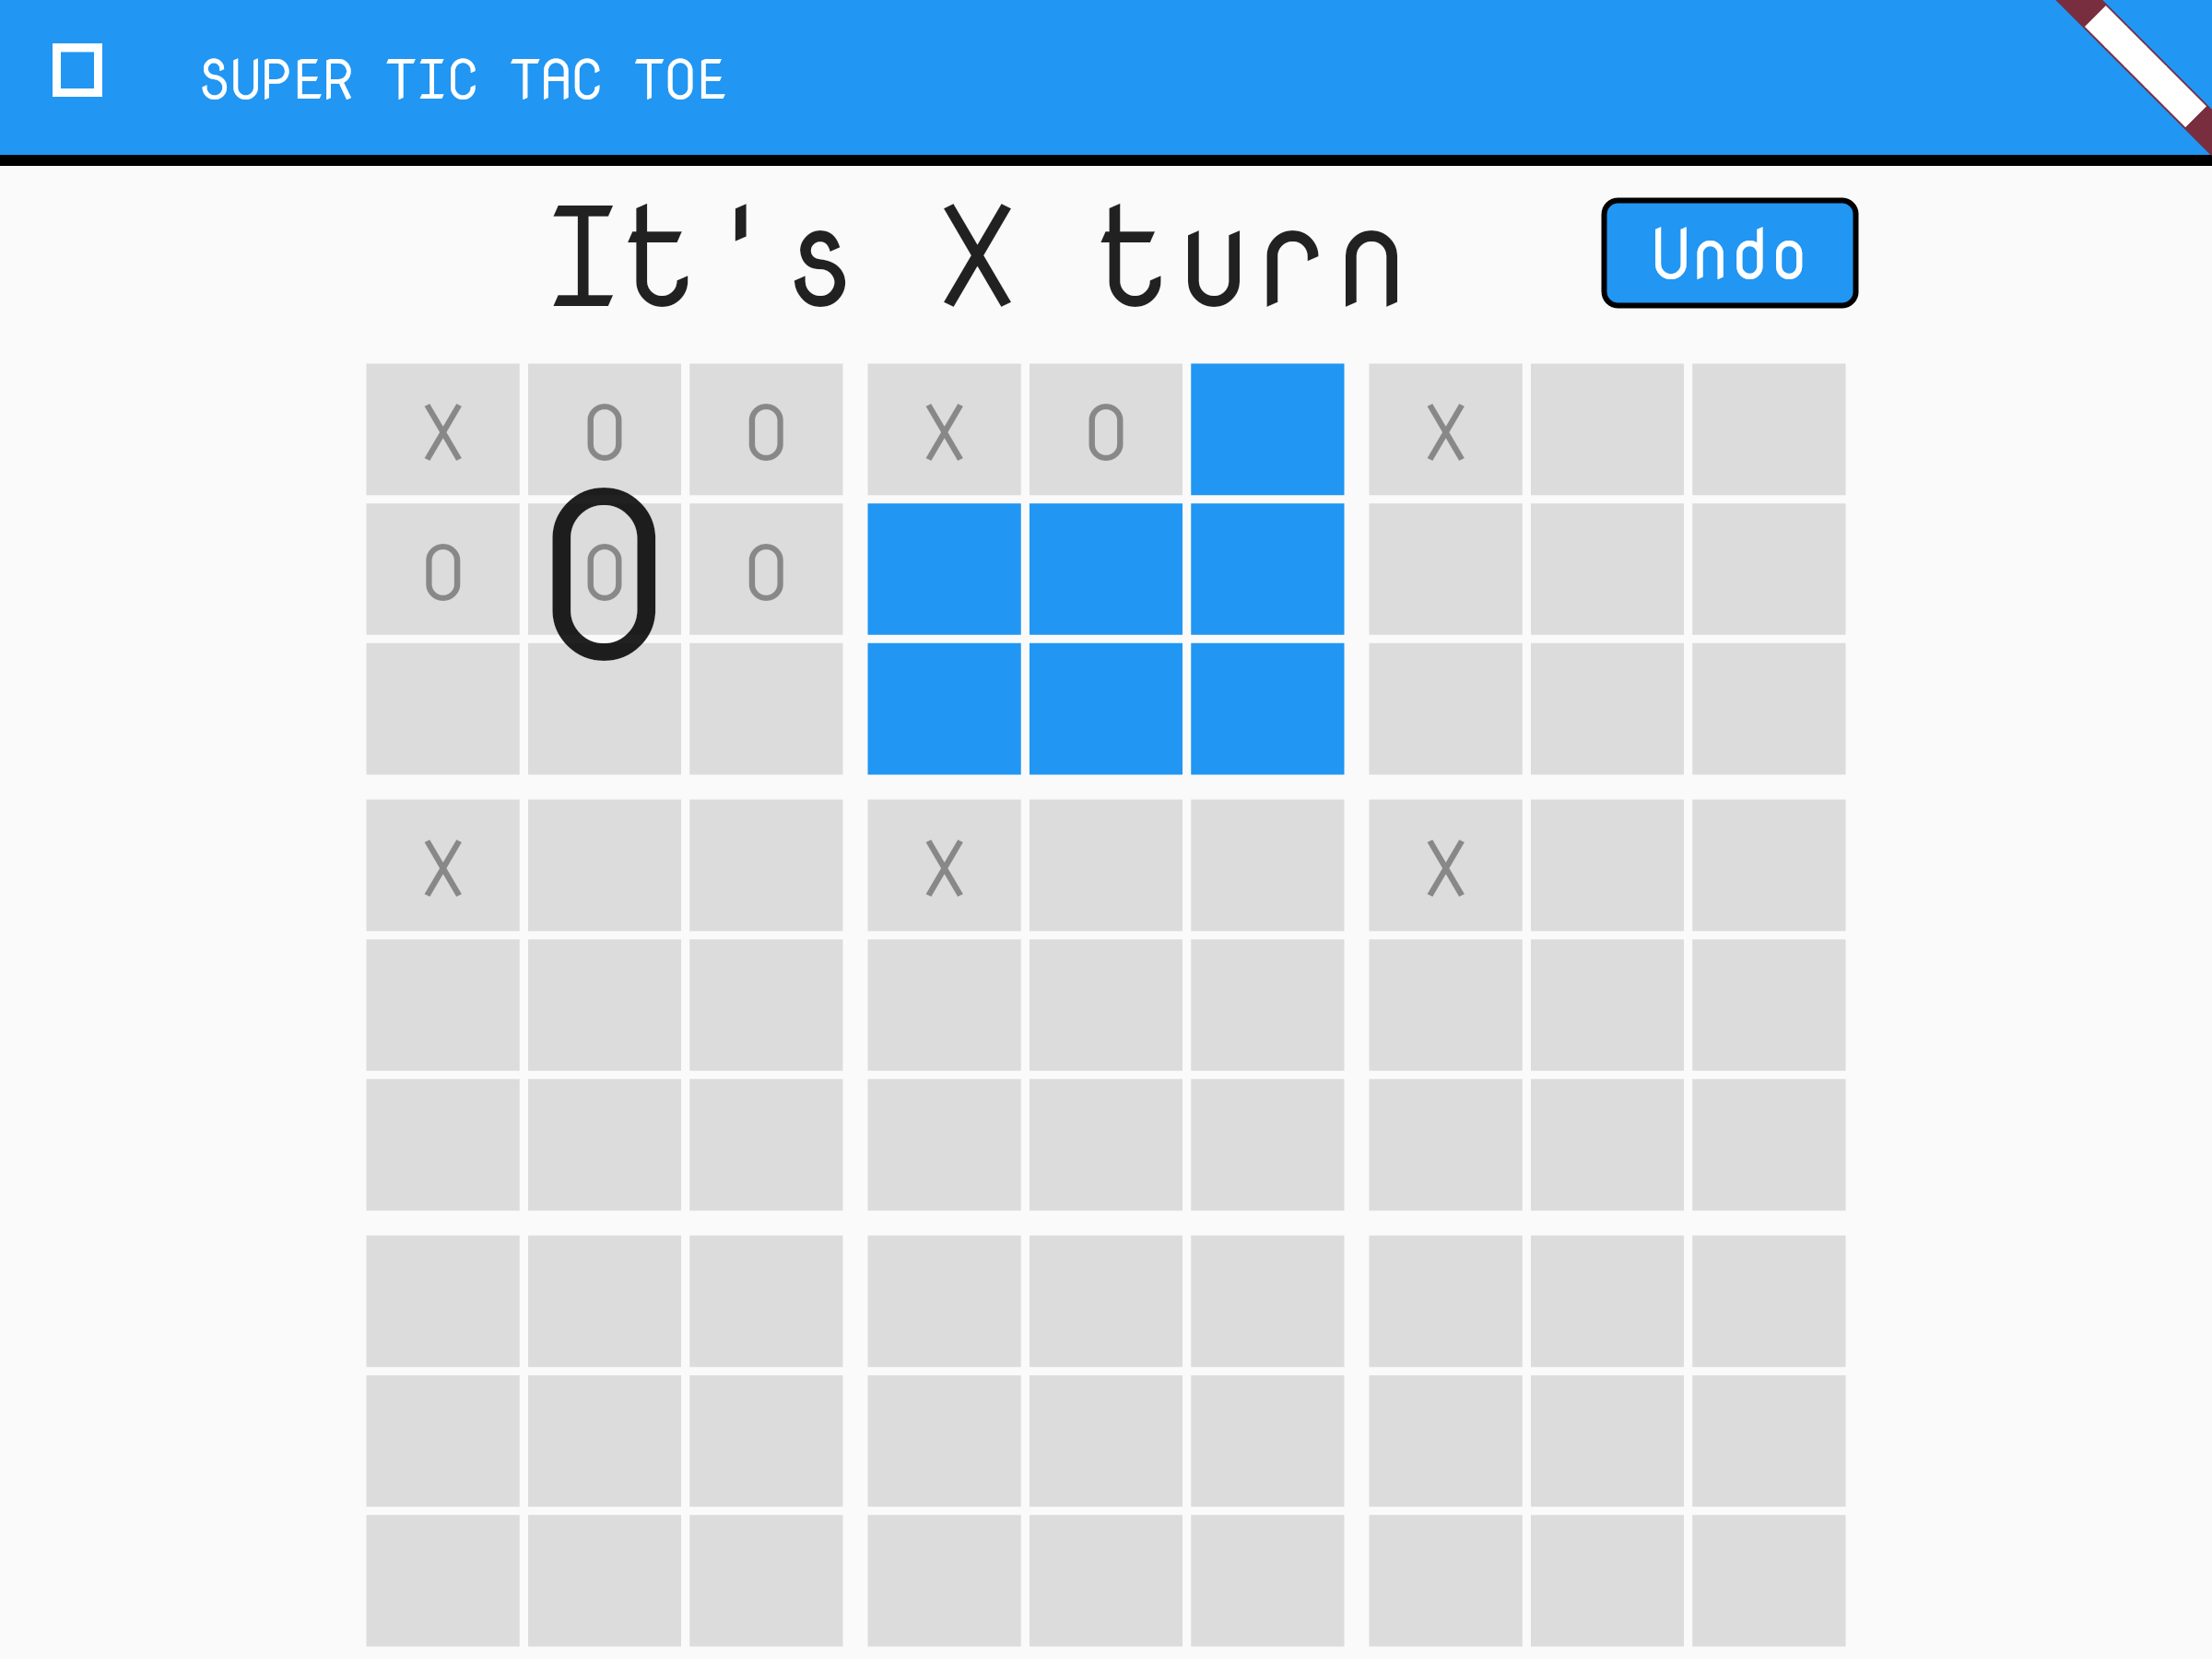 SUPER TIC TAC TOE
It's X turn
Undo
X O O X O X
O O O
O
X X X